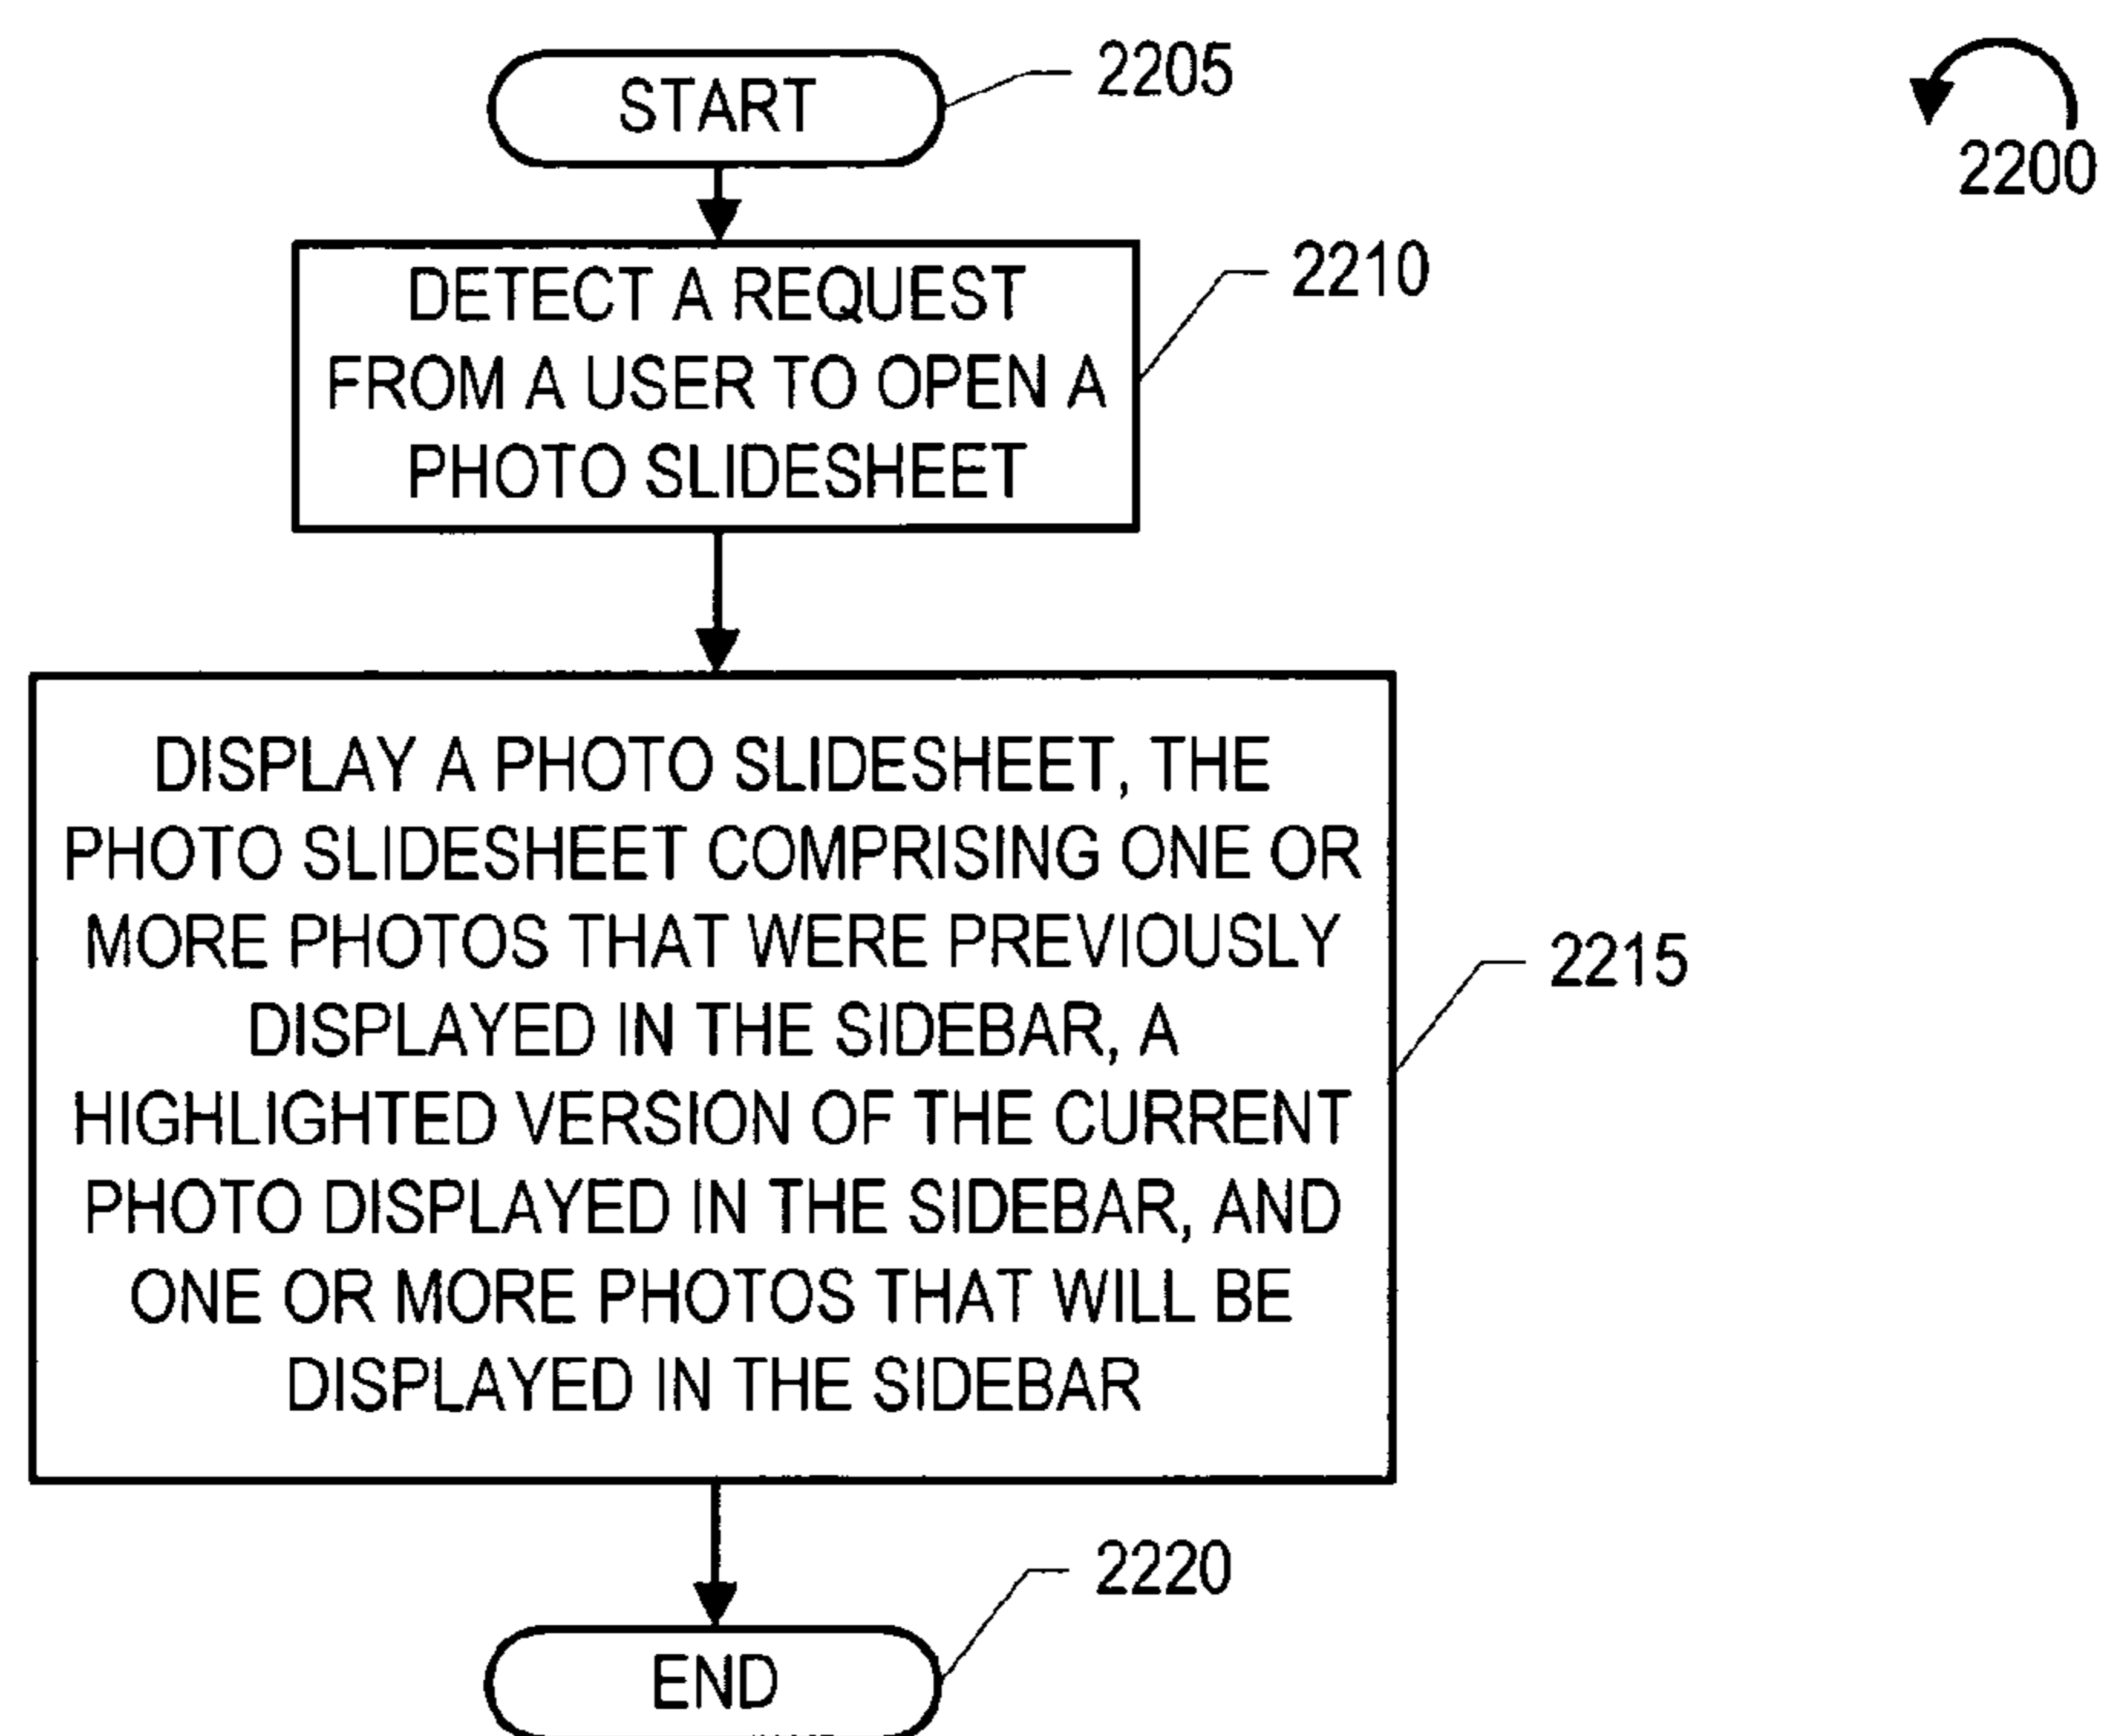 START
2205
2200
DETECT A REQUEST
FROM A USER TO OPEN A
PHOTO SLIDESHEET
2210
DISPLAY A PHOTO SLIDESHEET, THE
PHOTO SLIDESHEET COMPRISING ONE OR
MORE PHOTOS THAT WERE PREVIOUSLY
DISPLAYED IN THE SIDEBAR, A
HIGHLIGHTED VERSION OF THE CURRENT
PHOTO DISPLAYED IN THE SIDEBAR, AND
ONE OR MORE PHOTOS THAT WILL BE
DISPLAYED IN THE SIDEBAR
2215
2220
END